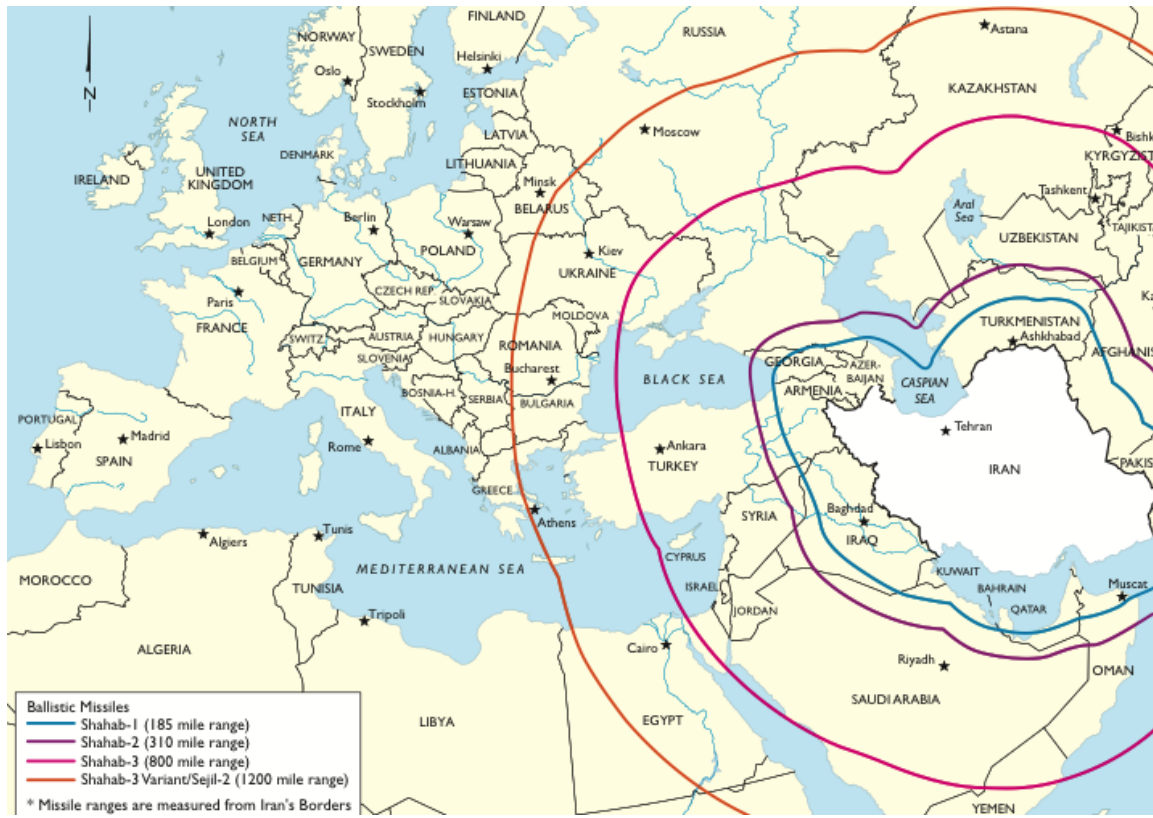 FINLAND
NORWAY
SWEDEN
RUSSIA
Astana
Helsinki
Oslo
KAZAKHSTAN
ESTONIA
Stockholm
N
NORTH
SEA
LATVIA
Moscow
Bishk
DENMARK
LITHUANIA
KYRGYZIST
IRELAND
UNITED
KINGDOM
Minsk
BELARUS
Tashkent
Aral
Sea
London
NETH.
Berlin
Warsaw
POLAND
TAJIKISTA
UZBEKISTAN
BELGIUM
GERMANY
Kiev
UKRAINE
CZECH REP.
Paris
SLOVAKIA
Ka
FRANCE
AUSTRIA
MOLDOVA
TURKMENISTAN
SWITZ.
HUNGARY
ROMANIA
Ashkhabad
AFGHANIS
SLOVENIA
GEORGIA
AZER-
BAIJAN
Bucharest
BLACK SEA
CASPIAN
SEA
BOSNIA-H.
SERBIA
ARMENIA
BULGARIA
PORTUGAL
ITALY
Lisbon
Madrid
SPAIN
Rome
ALBANIA
Ankara
TURKEY
Tehran
IRAN
PAKIS
GREECE
Athens
SYRIA
Baghdad
IRAQ
Algiers
Tunis
CYPRUS
MEDITERRANEAN SEA
MOROCCO
TUNISIA
ISRAEL
KUWAIT
BAHRAIN
Muscat
JORDAN
QATAR
Tripoli
ALGERIA
Cairo
Riyadh
OMAN
SAUDI ARABIA
LIBYA
EGYPT
YEMEN
Ballistic Missiles
Shahab-1 (185 mile range)
Shahab-2 (310 mile range)
Shahab-3 (800 mile range)
Shahab-3 Variant/Sejil-2 (1200 mile range)
* Missile ranges are measured from Iran's Borders